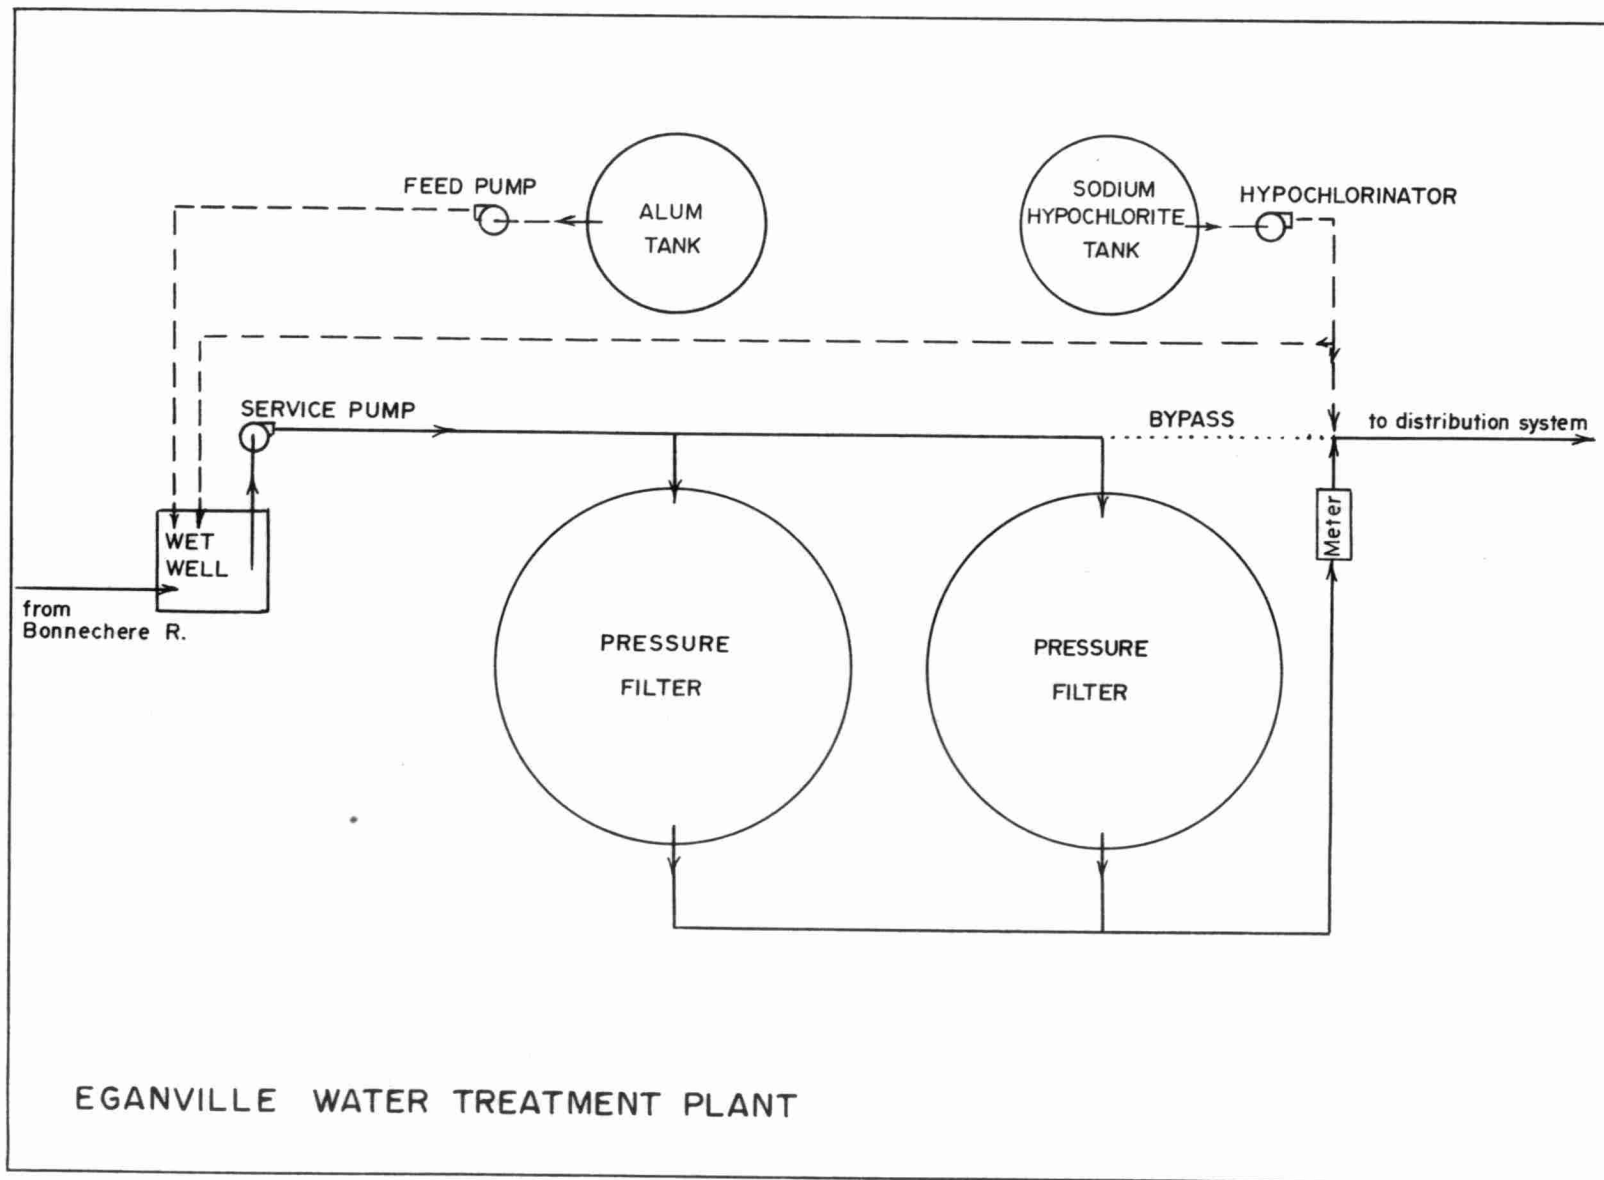 FEED PUMP
ALUM
TANK
SODIUM
HYPOCHLORITE
TANK
HYPOCHLORINATOR
SERVICE PUMP
BYPASS
to distribution system
WET
WELL
Meter
from
Bonnechere R.
PRESSURE
FILTER
PRESSURE
FILTER
EGANVILLE WATER TREATMENT PLANT